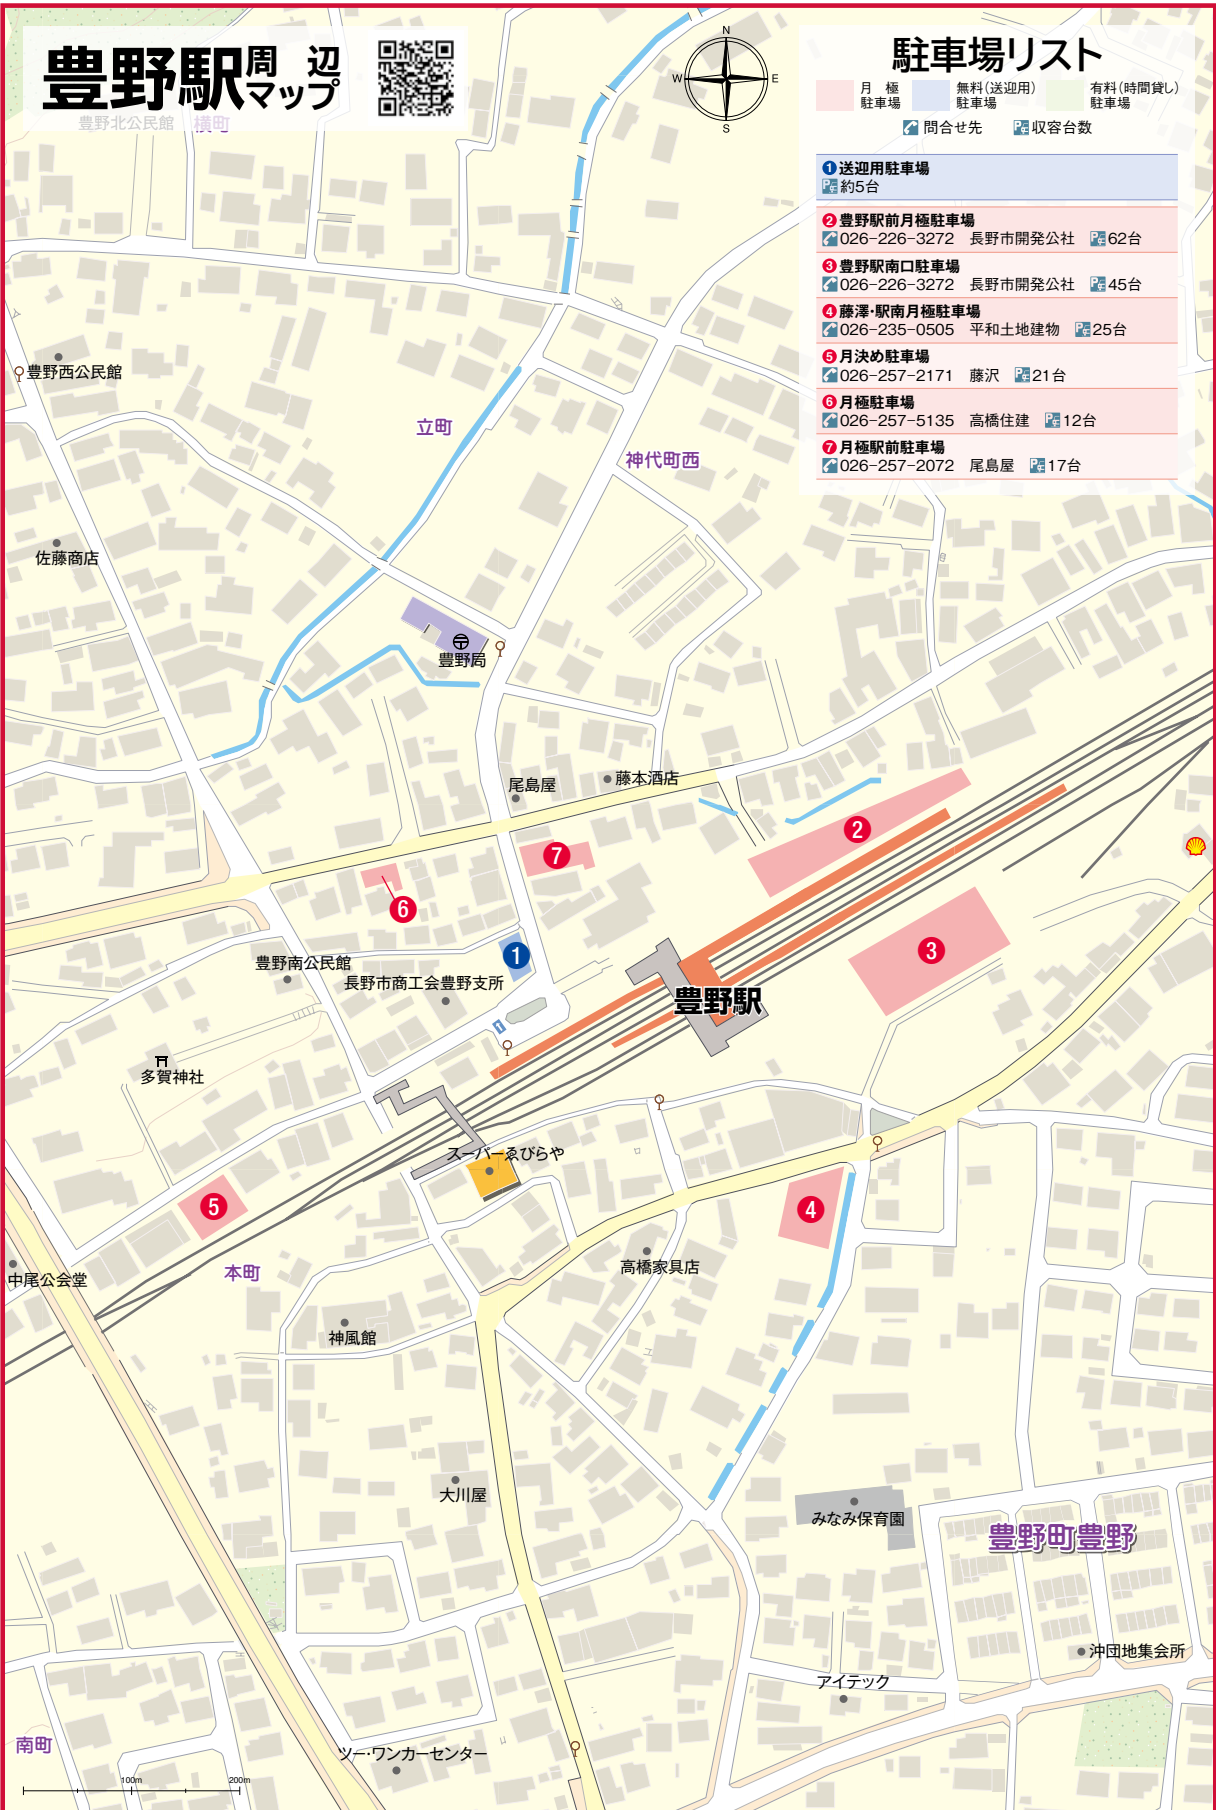 豊野駅周辺マップ
豊野北公民館
横町
N
W
E
S
駐車場リスト
月極駐車場
無料(送迎用)駐車場
有料(時間貸し)駐車場
問合せ先
収容台数
1 送迎用駐車場
約5台
2 豊野駅前月極駐車場
026-226-3272 長野市開発公社 62台
3 豊野駅南口駐車場
026-226-3272 長野市開発公社 45台
4 藤澤・駅南月極駐車場
026-235-0505 平和土地建物 25台
5 月決め駐車場
026-257-2171 藤沢 21台
6 月極駐車場
026-257-5135 高橋住建 12台
7 月極駅前駐車場
026-257-2072 尾島屋 17台
豊野西公民館
立町
神代町西
佐藤商店
豊野局
尾島屋
藤本酒店
2
7
6
3
1
豊野南公民館
長野市商工会豊野支所
豊野駅
多賀神社
スーパーゑびらや
5
4
中尾公会堂
本町
高橋家具店
神風館
大川屋
みなみ保育園
豊野町豊野
沖団地集会所
アイテック
南町
ツー・ワンカーセンター
100m
200m